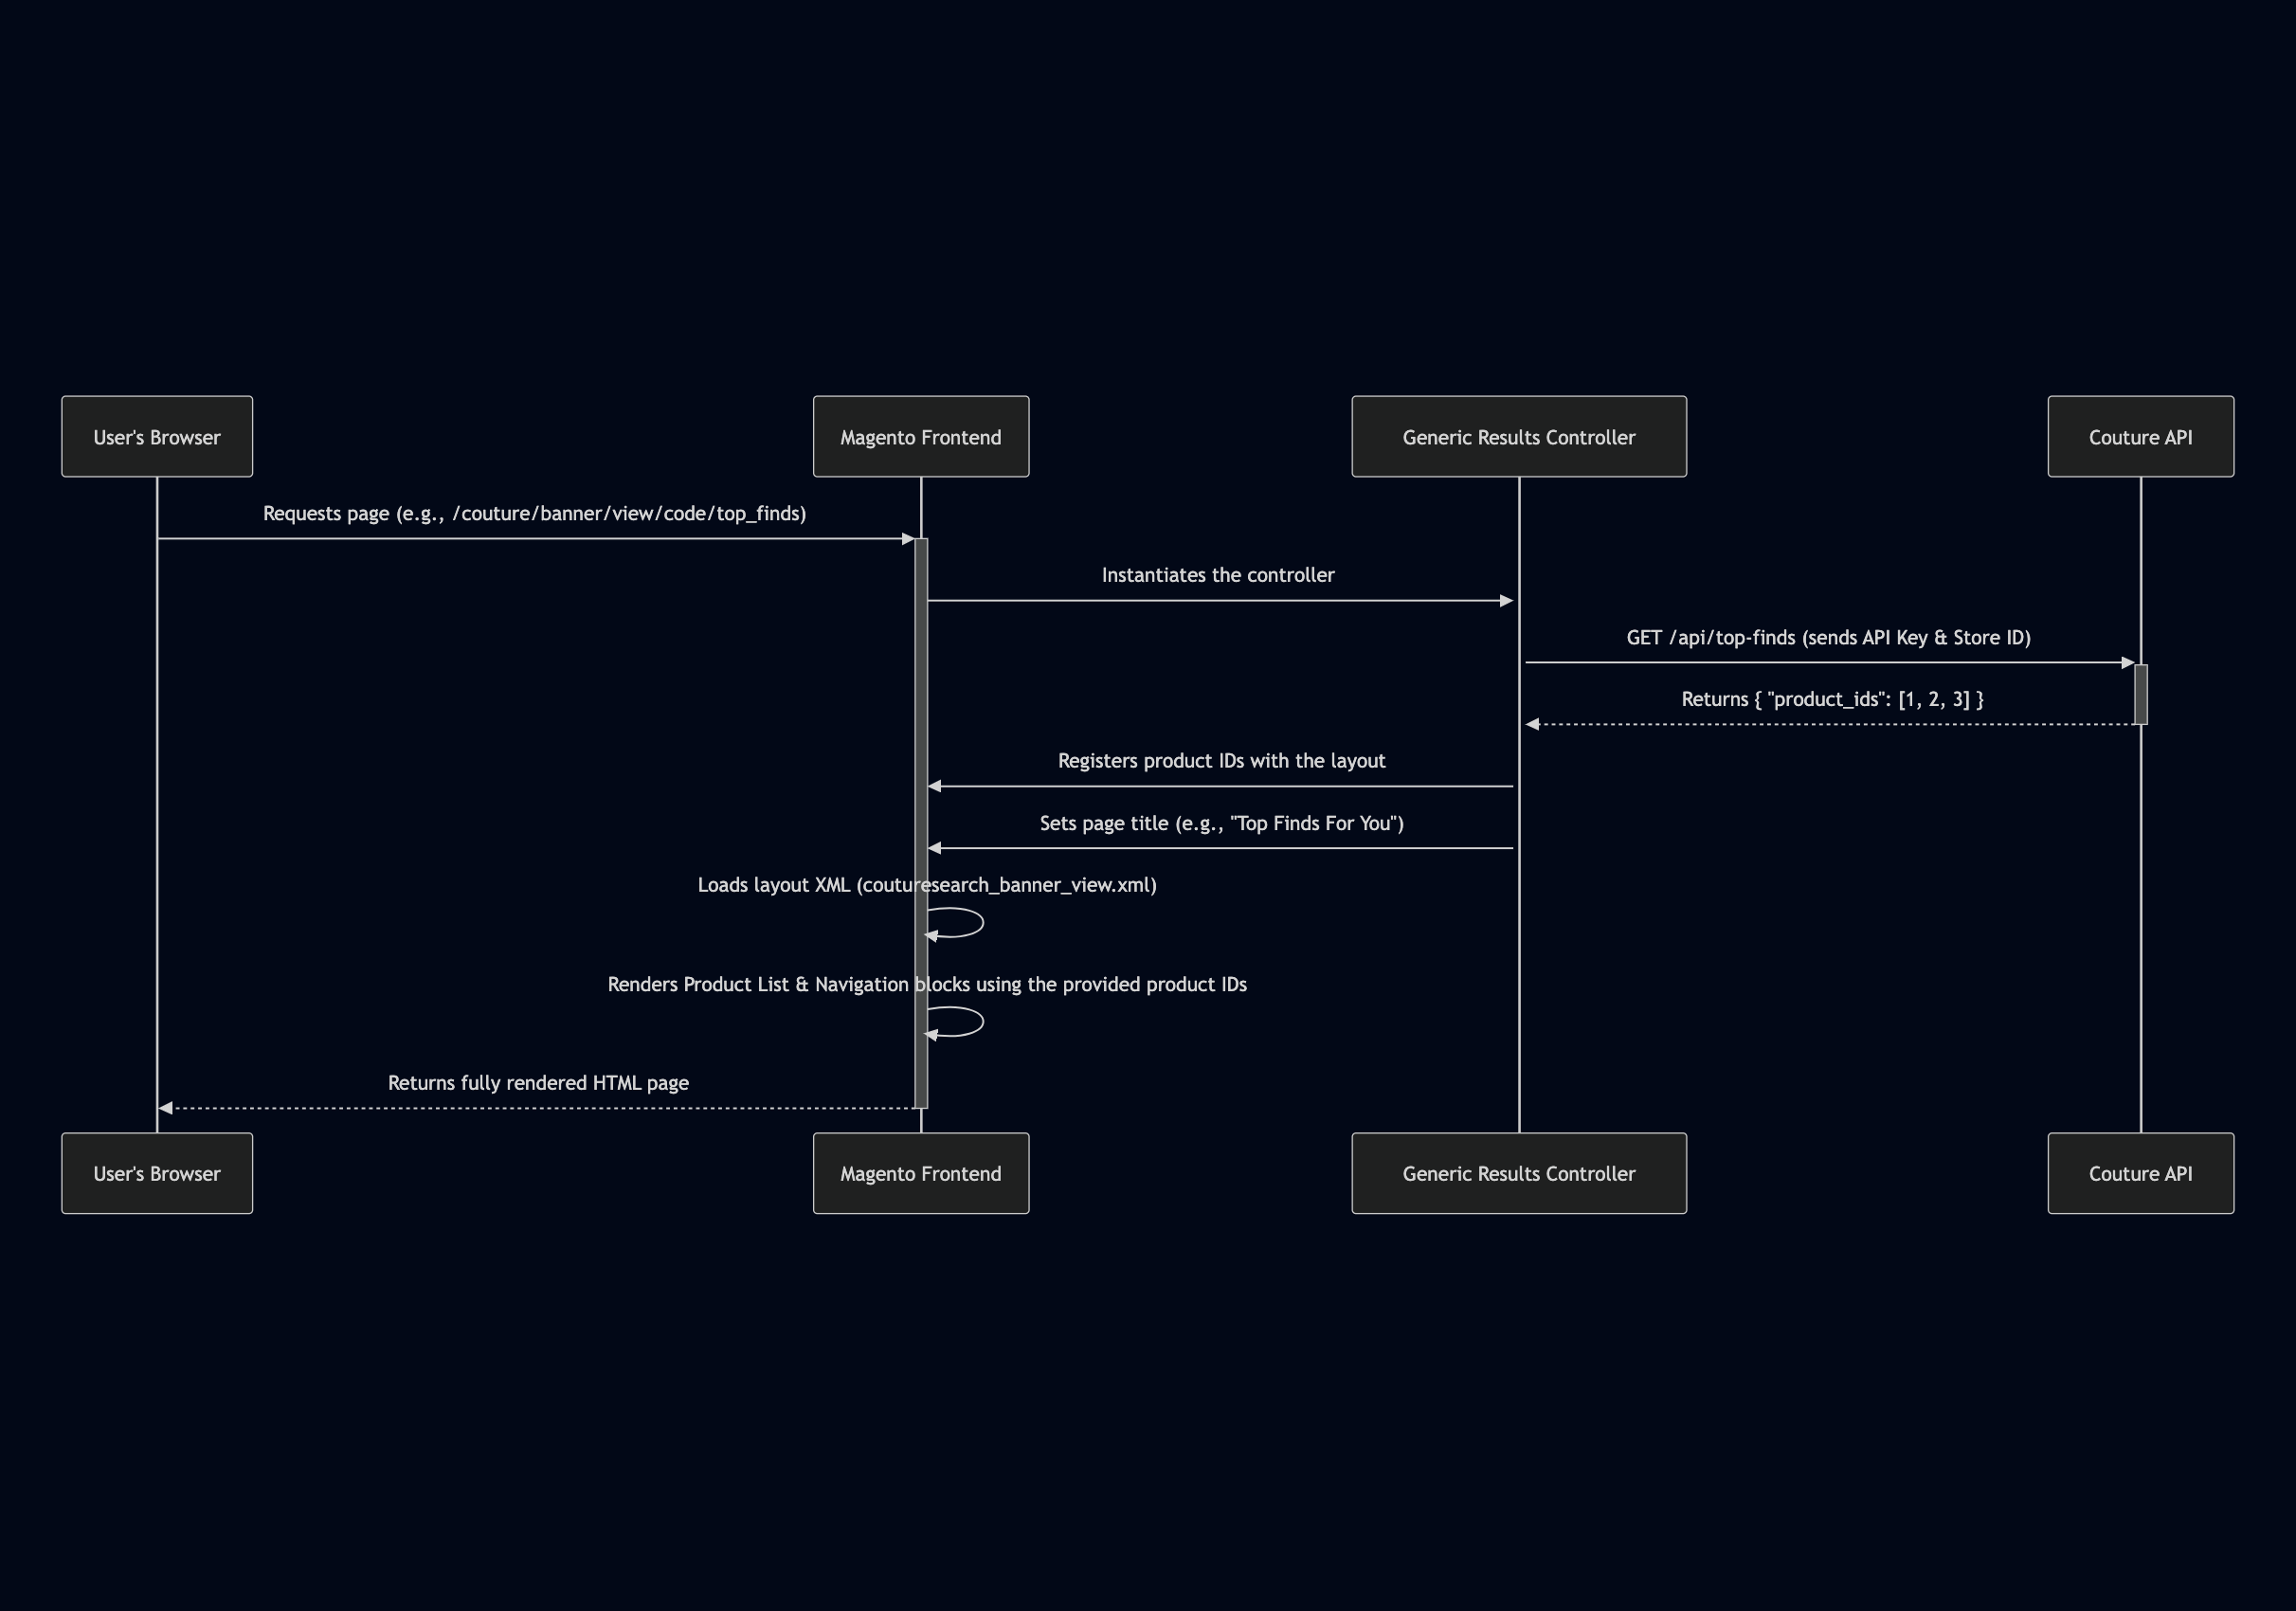 User's Browser
Magento Frontend
Generic Results Controller
Couture API
Requests page (e.g., /couture/banner/view/code/top_finds)
Instantiates the controller
GET /api/top-finds (sends API Key & Store ID)
Returns { "product_ids": [1, 2, 3] }
Registers product IDs with the layout
Sets page title (e.g., "Top Finds For You")
Loads layout XML (couturesearch_banner_view.xml)
Renders Product List & Navigation blocks using the provided product IDs
Returns fully rendered HTML page
User's Browser
Magento Frontend
Generic Results Controller
Couture API